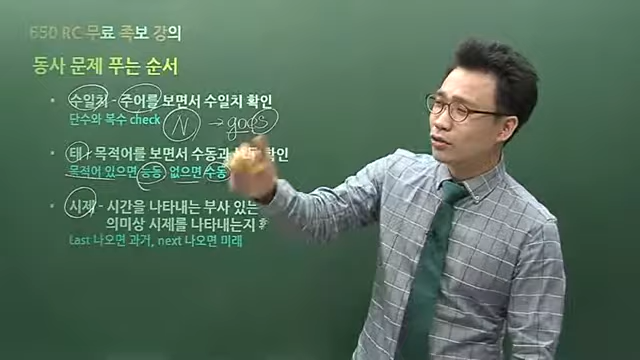 650 RC 무료 족보 강의
동사 문제 푸는 순서
• 수일치 - 주어를 보면서 수일치 확인
단수와 복수 check
N → goes
• 태 - 목적어를 보면서 수동과 확인
목적어 있으면 능동 없으면 수동
• 시제 - 시간을 나타내는 부사 있는
의미상 시제를 나타내는지
Last 나오면 과거, next 나오면 미래